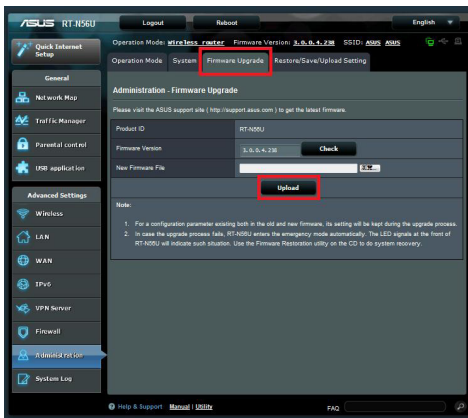 ASUS RT-N56U
Logout
Reboot
English
Quick Internet Setup
Operation Mode: Wireless router Firmware Version: 3.0.0.4.238 SSID: ASUS ASUS
Operation Mode
System
Firmware Upgrade
Restore/Save/Upload Setting
General
Network Map
Traffic Manager
Parental control
USB application
Advanced Settings
Wireless
LAN
WAN
IPv6
VPN Server
Firewall
Administration
System Log
Administration - Firmware Upgrade
Please visit the ASUS support site ( http://support.asus.com ) to get the latest firmware.
Product ID
RT-N56U
Firmware Version
3.0.0.4.238
Check
New Firmware File
Upload
Note:
1. For a configuration parameter existing both in the old and new firmware, its setting will be kept during the upgrade process.
2. In case the upgrade process fails, RT-N56U enters the emergency mode automatically. The LED signals at the front of
RT-N56U will indicate such situation. Use the Firmware Restoration utility on the CD to do system recovery.
Help & Support Manual | Utility
FAQ